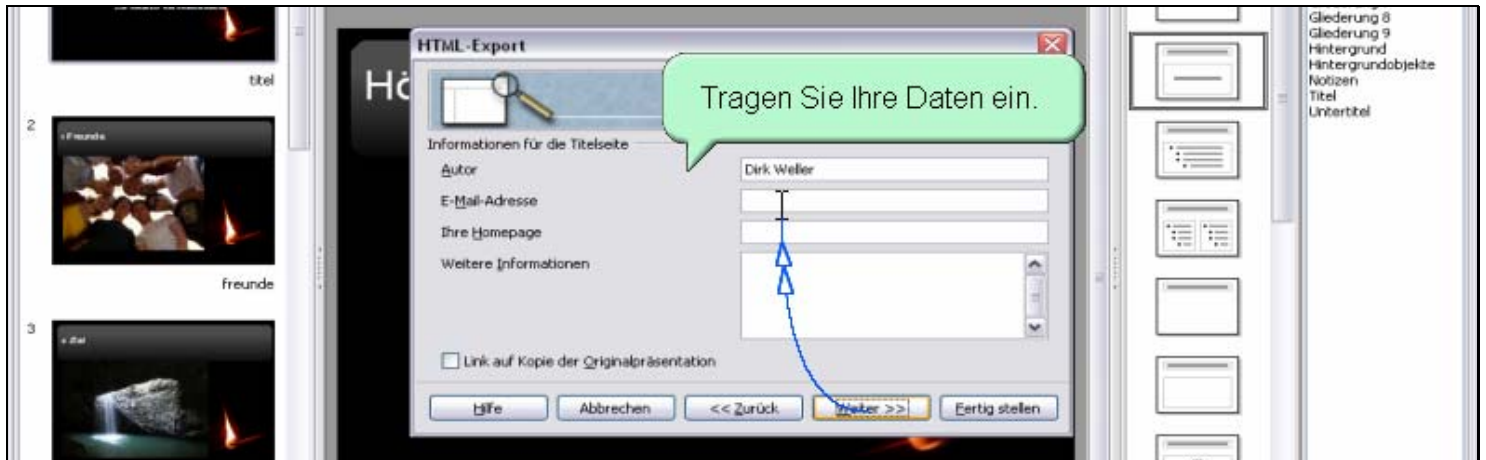 titel
2
Freunde
freunde
3
Ziel
Hö
HTML-Export
Tragen Sie Ihre Daten ein.
Informationen für die Titelseite
Autor
Dirk Weller
E-Mail-Adresse
Ihre Homepage
Weitere Informationen
Link auf Kopie der Originalpräsentation
Hilfe
Abbrechen
<< Zurück
Weiter >>
Fertig stellen
Gliederung 8
Gliederung 9
Hintergrund
Hintergrundobjekte
Notizen
Titel
Untertitel